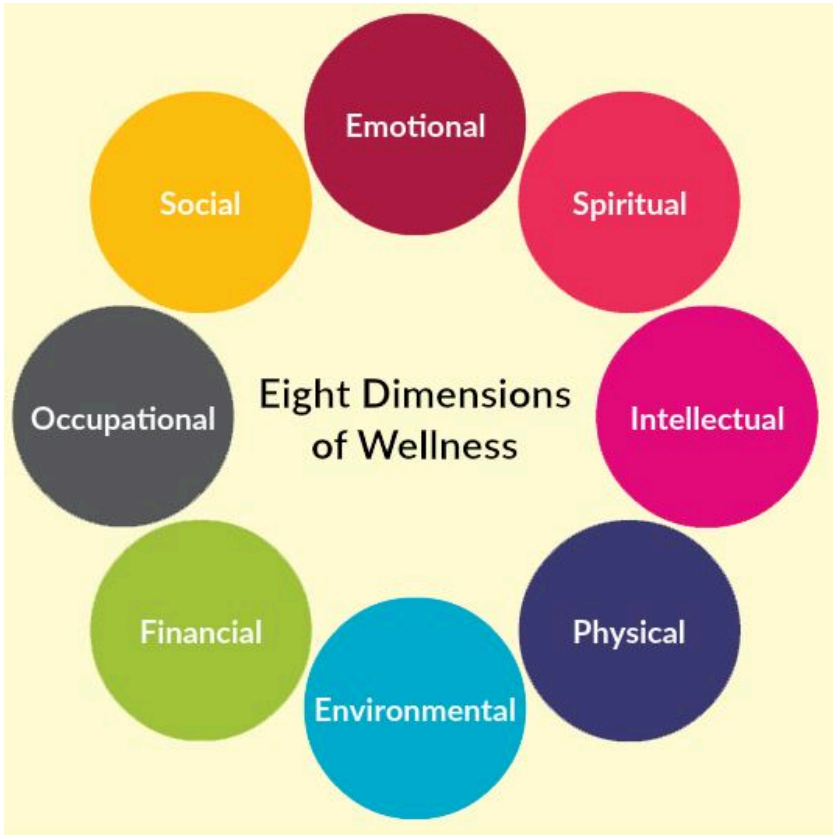 Emotional
Spiritual
Social
Eight Dimensions
of Wellness
Occupational
Intellectual
Financial
Physical
Environmental